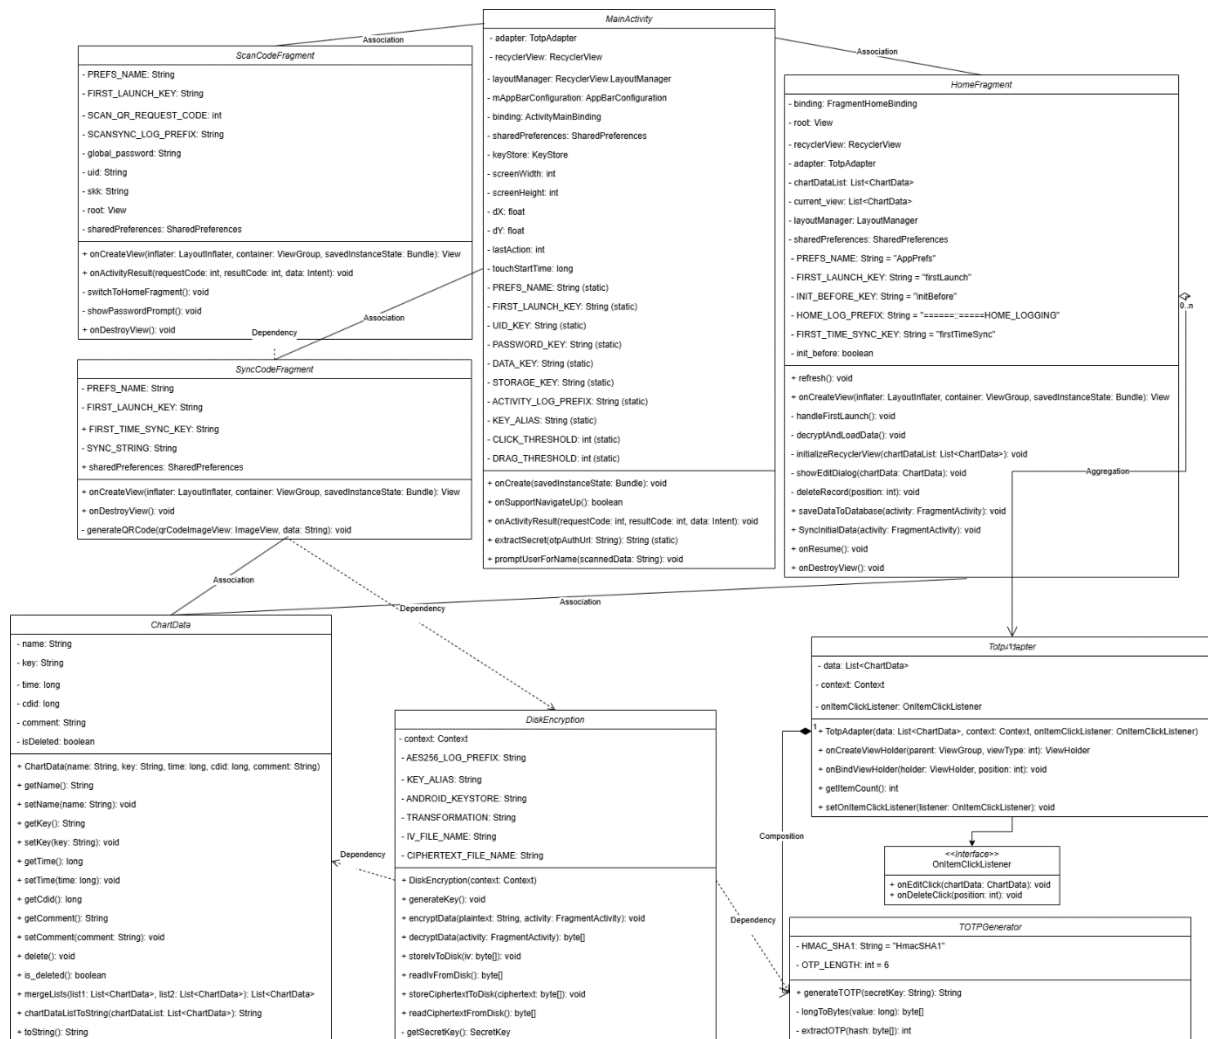 MainActivity
- adapter: TotpAdapter
- recyclerView: RecyclerView
- layoutManager: RecyclerView.LayoutManager
- mAppBarConfiguration: AppBarConfiguration
- binding: ActivityMainBinding
- sharedPreferences: SharedPreferences
- keyStore: KeyStore
- screenWidth: int
- screenHeight: int
- dX: float
- dY: float
- lastAction: int
- touchStartTime: long
- PREFS_NAME: String (static)
- FIRST_LAUNCH_KEY: String (static)
- UID_KEY: String (static)
- PASSWORD_KEY: String (static)
- DATA_KEY: String (static)
- STORAGE_KEY: String (static)
- ACTIVITY_LOG_PREFIX: String (static)
- KEY_ALIAS: String (static)
- CLICK_THRESHOLD: int (static)
- DRAG_THRESHOLD: int (static)
+ onCreate(savedInstanceState: Bundle): void
+ onSupportNavigateUp(): boolean
+ onActivityResult(requestCode: int, resultCode: int, data: Intent): void
+ extractSecret(otpAuthUrl: String): String (static)
+ promptUserForName(scannedData: String): void
Association
Association
Association
ScanCodeFragment
- PREFS_NAME: String
- FIRST_LAUNCH_KEY: String
- SCAN_QR_REQUEST_CODE: int
- SCANSYNC_LOG_PREFIX: String
- global_password: String
- uid: String
- skk: String
- root: View
- sharedPreferences: SharedPreferences
+ onCreateView(inflater: LayoutInflater, container: ViewGroup, savedInstanceState: Bundle): View
+ onActivityResult(requestCode: int, resultCode: int, data: Intent): void
- switchToHomeFragment(): void
- showPasswordPrompt(): void
+ onDestroyView(): void
Dependency
SyncCodeFragment
- PREFS_NAME: String
- FIRST_LAUNCH_KEY: String
+ FIRST_TIME_SYNC_KEY: String
- SYNC_STRING: String
+ sharedPreferences: SharedPreferences
+ onCreateView(inflater: LayoutInflater, container: ViewGroup, savedInstanceState: Bundle): View
+ onDestroyView(): void
- generateQRCode(qrCodeImageView: ImageView, data: String): void
HomeFragment
- binding: FragmentHomeBinding
- root: View
- recyclerView: RecyclerView
- adapter: TotpAdapter
- chartDataList: List<ChartData>
- current_view: List<ChartData>
- layoutManager: LayoutManager
- sharedPreferences: SharedPreferences
- PREFS_NAME: String = "AppPrefs"
- FIRST_LAUNCH_KEY: String = "firstLaunch"
- INIT_BEFORE_KEY: String = "initBefore"
- HOME_LOG_PREFIX: String = "======:=====HOME_LOGGING"
- FIRST_TIME_SYNC_KEY: String = "firstTimeSync"
- init_before: boolean
+ refresh(): void
+ onCreateView(inflater: LayoutInflater, container: ViewGroup, savedInstanceState: Bundle): View
- handleFirstLaunch(): void
- decryptAndLoadData(): void
- initializeRecyclerView(chartDataList: List<ChartData>): void
- showEditDialog(chartData: ChartData): void
- deleteRecord(position: int): void
+ saveDataToDatabase(activity: FragmentActivity): void
+ SyncInitialData(activity: FragmentActivity): void
+ onResume(): void
+ onDestroyView(): void
0..n
Aggregation
Association
Association
Dependency
ChartData
- name: String
- key: String
- time: long
- cdid: long
- comment: String
- isDeleted: boolean
+ ChartData(name: String, key: String, time: long, cdid: long, comment: String)
+ getName(): String
+ setName(name: String): void
+ getKey(): String
+ setKey(key: String): void
+ getTime(): long
+ setTime(time: long): void
+ getCdid(): long
+ getComment(): String
+ setComment(comment: String): void
+ delete(): void
+ is_deleted(): boolean
+ mergeLists(list1: List<ChartData>, list2: List<ChartData>): List<ChartData>
+ chartDataListToString(chartDataList: List<ChartData>): String
+ toString(): String
Dependency
DiskEncryption
- context: Context
- AES256_LOG_PREFIX: String
- KEY_ALIAS: String
- ANDROID_KEYSTORE: String
- TRANSFORMATION: String
- IV_FILE_NAME: String
- CIPHERTEXT_FILE_NAME: String
+ DiskEncryption(context: Context)
+ generateKey(): void
+ encryptData(plaintext: String, activity: FragmentActivity): void
+ decryptData(activity: FragmentActivity): byte[]
+ storeIvToDisk(iv: byte[]): void
+ readIvFromDisk(): byte[]
+ storeCiphertextToDisk(ciphertext: byte[]): void
+ readCiphertextFromDisk(): byte[]
- getSecretKey(): SecretKey
Dependency
Composition
1
TotpAdapter
1
- data: List<ChartData>
- context: Context
- onItemClickListener: OnItemClickListener
+ TotpAdapter(data: List<ChartData>, context: Context, onItemClickListener: OnItemClickListener)
+ onCreateViewHolder(parent: ViewGroup, viewType: int): ViewHolder
+ onBindViewHolder(holder: ViewHolder, position: int): void
+ getItemCount(): int
+ setOnItemClickListener(listener: OnItemClickListener): void
<<interface>>
OnItemClickListener
+ onEditClick(chartData: ChartData): void
+ onDeleteClick(position: int): void
TOTPGenerator
- HMAC_SHA1: String = "HmacSHA1"
- OTP_LENGTH: int = 6
+ generateTOTP(secretKey: String): String
- longToBytes(value: long): byte[]
- extractOTP(hash: byte[]): int